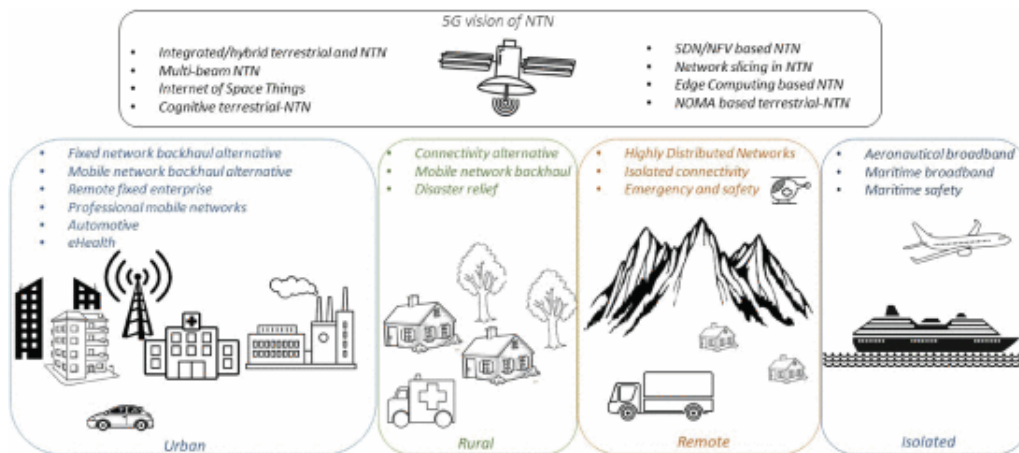 5G vision of NTN
Integrated/hybrid terrestrial and NTN
Multi-beam NTN
Internet of Space Things
Cognitive terrestrial-NTN
SDN/NFV based NTN
Network slicing in NTN
Edge Computing based NTN
NOMA based terrestrial-NTN
Fixed network backhaul alternative
Mobile network backhaul alternative
Remote fixed enterprise
Professional mobile networks
Automotive
eHealth
Urban
Connectivity alternative
Mobile network backhaul
Disaster relief
Rural
Highly Distributed Networks
Isolated connectivity
Emergency and safety
Remote
Aeronautical broadband
Maritime broadband
Maritime safety
Isolated